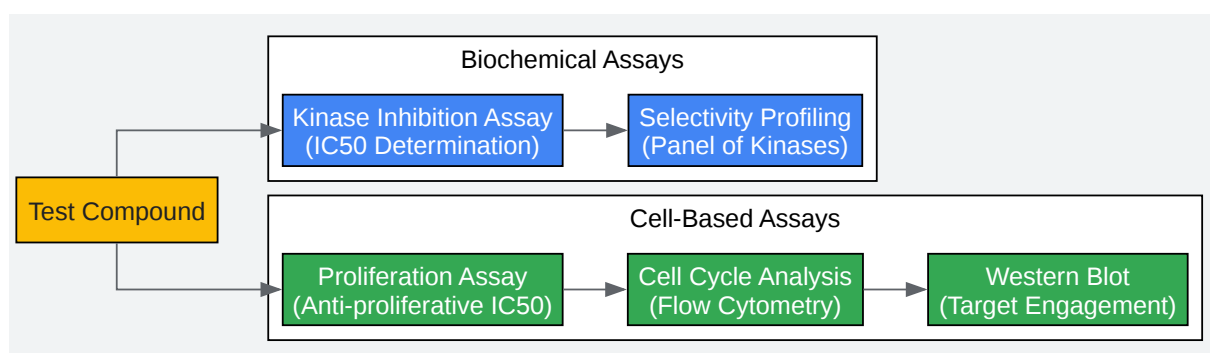 Biochemical Assays
Kinase Inhibition Assay
(IC50 Determination)
Selectivity Profiling
(Panel of Kinases)
Test Compound
Cell-Based Assays
Proliferation Assay
(Anti-proliferative IC50)
Cell Cycle Analysis
(Flow Cytometry)
Western Blot
(Target Engagement)